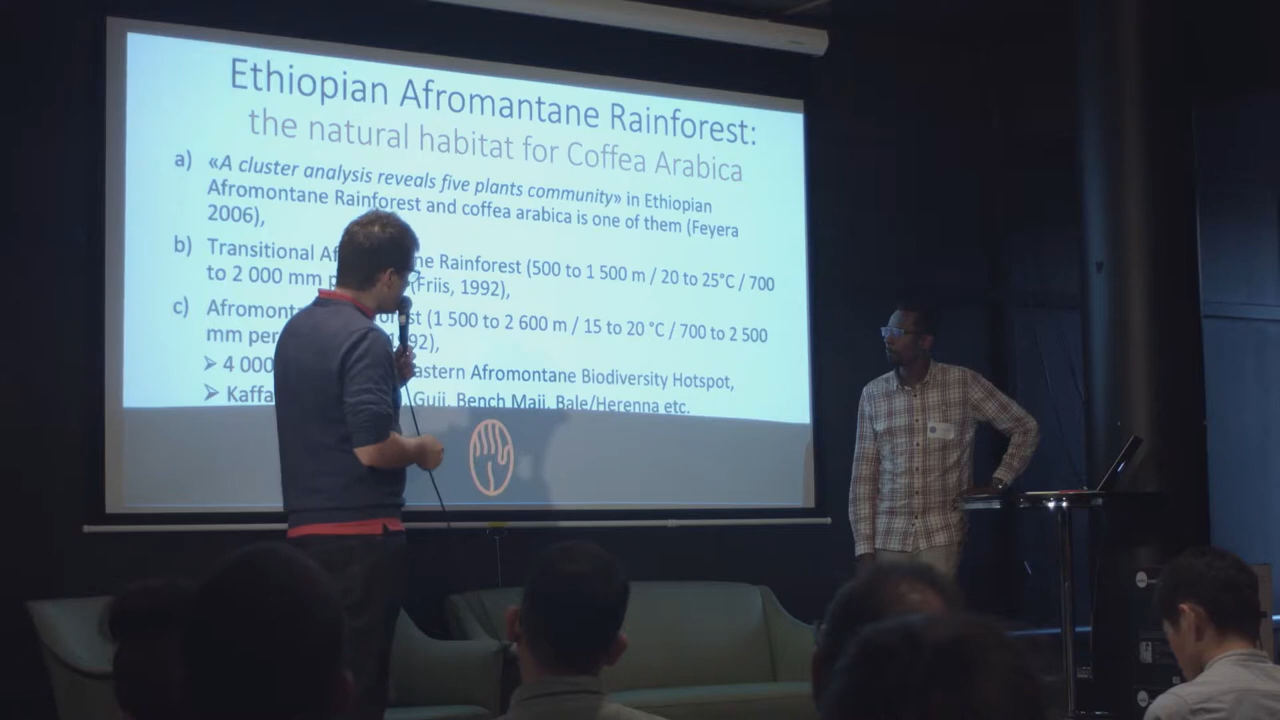 Ethiopian Afromantane Rainforest:
the natural habitat for Coffea Arabica
a) «A cluster analysis reveals five plants community» in Ethiopian
Afromontane Rainforest and coffea arabica is one of them (Feyera
2006),
b) Transitional Af ne Rainforest (500 to 1 500 m / 20 to 25°C / 700
to 2 000 mm p (Friis, 1992),
c) Afromont rest (1 500 to 2 600 m / 15 to 20 °C / 700 to 2 500
mm per 92),
➢ 4 000 astern Afromontane Biodiversity Hotspot,
➢ Kaffa Guji, Bench Maji, Bale/Herenna etc.